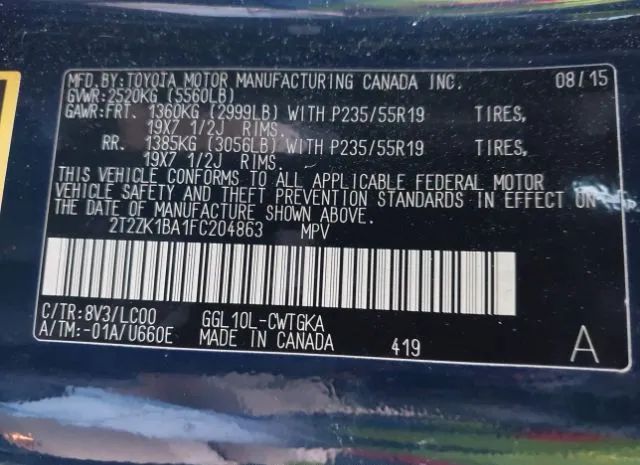 MFD.BY:TOYOTA MOTOR MANUFACTURING CANADA INC. 08/15
GVWR:2520KG (5560LB)
GAWR:FRT. 1360KG (2999LB) WITH P235/55R19 TIRES,
19X7 1/2J RIMS.
RR. 1385KG (3056LB) WITH P235/55R19 TIRES,
19X7 1/2J RIMS.
THIS VEHICLE CONFORMS TO ALL APPLICABLE FEDERAL MOTOR
VEHICLE SAFETY AND THEFT PREVENTION STANDARDS IN EFFECT ON
THE DATE OF MANUFACTURE SHOWN ABOVE.
2T2ZK1BA1FC204863 MPV
C/TR:8V3/LC00 GGL10L-CWTGKA
A/TM:-01A/U660E MADE IN CANADA 419 A